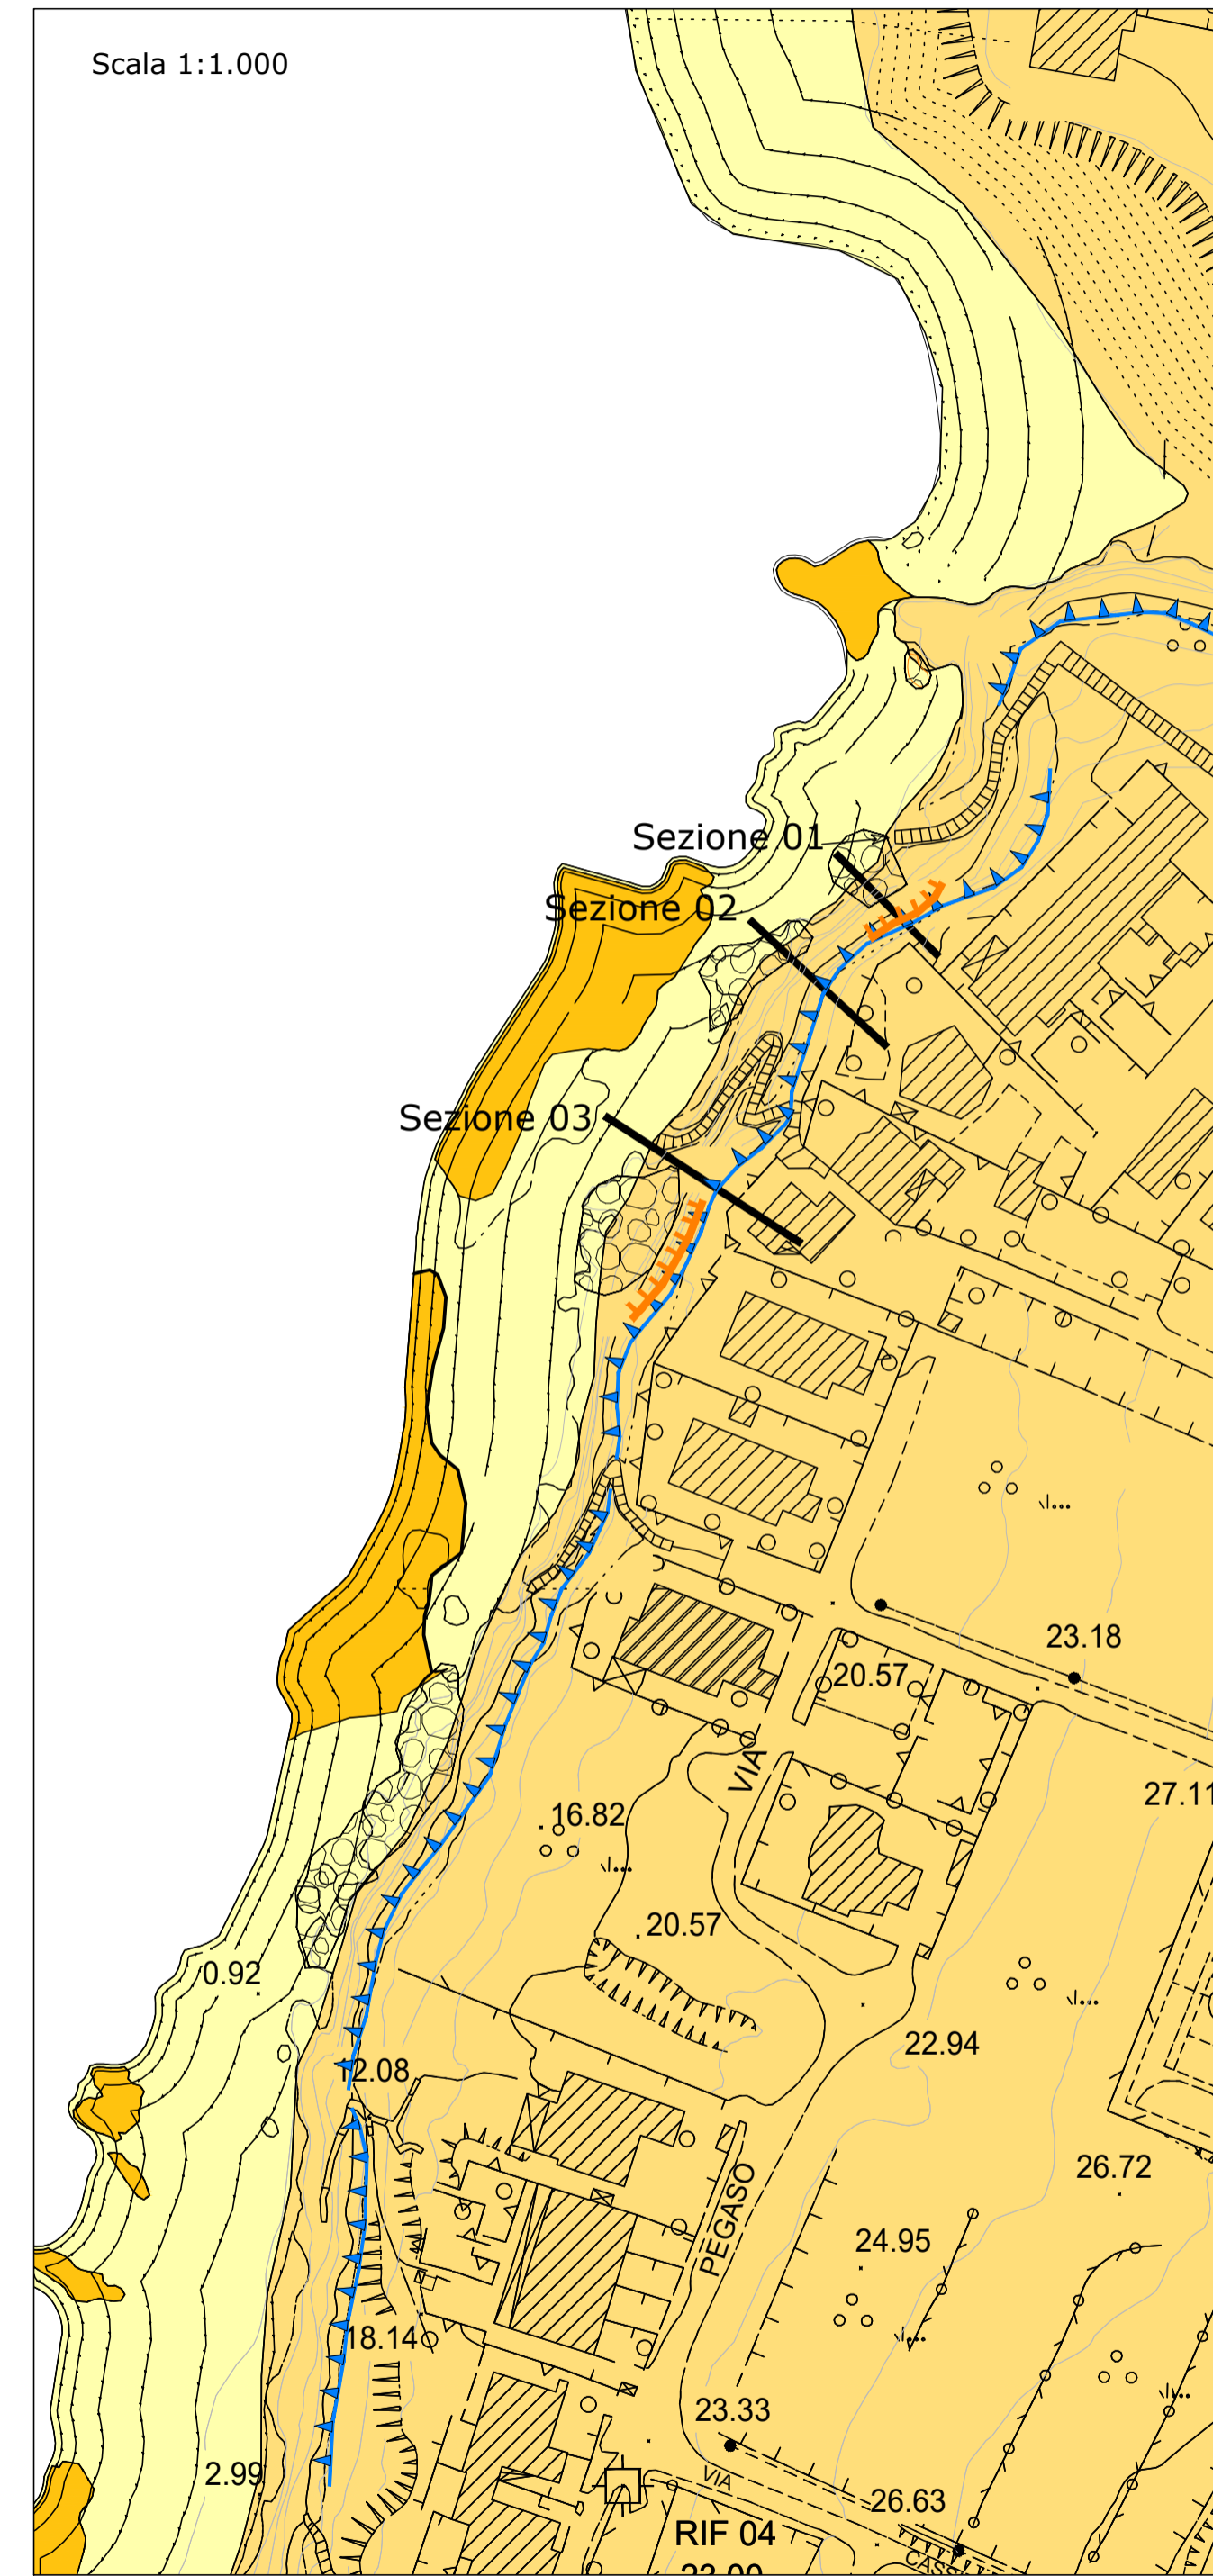 Scala 1:1.000
Sezione 01
Sezione 02
Sezione 03
23.18
20.57
VIA
27.11
16.82
20.57
0.92
22.94
12.08
26.72
PEGASO
24.95
18.14
23.33
2.99
VIA
26.63
RIF 04